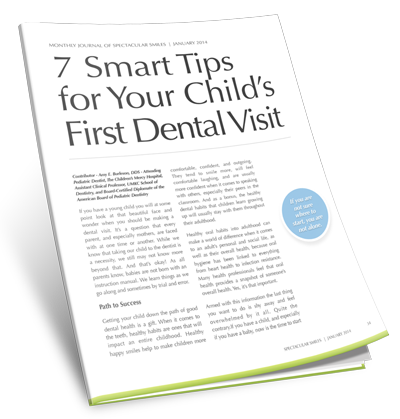 MONTHLY JOURNAL OF SPECTACULAR SMILES | JANUARY 2014
7 Smart Tips
for Your Child's
First Dental Visit
Contributor - Amy E. Burleson, DDS - Attending
Pediatric Dentist, The Children's Mercy Hospital,
Assistant Clinical Professor, UMKC School of
Dentistry, and Board-Certified Diplomate of the
American Board of Pediatric Dentistry
If you have a young child you will at some
point look at that beautiful face and
wonder when you should be making a
dental visit. It's a question that every
parent, and especially mothers, are faced
with at one time or another. While we
know that taking our child to the dentist is
a necessity, we still may not know more
beyond that. And that's okay! As all
parents know, babies are not born with an
instruction manual. We learn things as we
go along and sometimes by trial and error.
Path to Success
Getting your child down the path of good
dental health is a gift. When it comes to
the teeth, healthy habits are ones that will
impact an entire childhood. Healthy
happy smiles help to make children more
comfortable, confident, and outgoing.
They tend to smile more, will feel
comfortable laughing, and are usually
more confident when it comes to speaking
with others, especially their peers in the
classroom. And as a bonus, the healthy
dental habits that children learn growing
up will usually stay with them throughout
their adulthood.
Healthy oral habits into adulthood can
make a world of difference when it comes
to an adult's personal and social life, as
well as their overall health, because oral
hygiene has been linked to everything
from heart health to infection resistance.
Many health professionals feel that oral
health provides a snapshot of someone's
overall health. Yes, it's that important.
Armed with this information the last thing
you want to do is shy away and feel
overwhelmed by it all. Quite the
contrary, if you have a child, and especially
if you have a baby, now is the time to start
If you are
not sure
where to
start, you are
not alone.
SPECTACULAR SMILES | JANUARY 2014